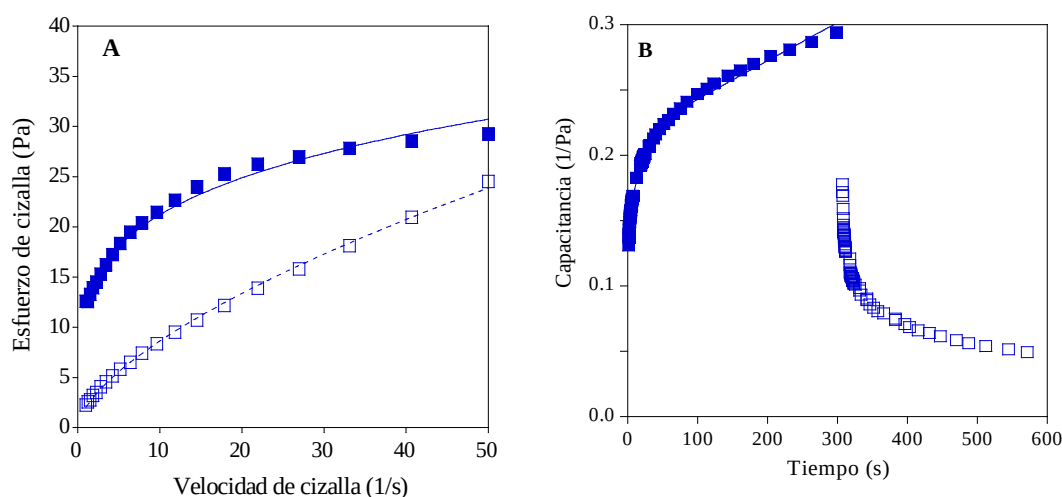 A
40
35
30
25
20
15
10
5
0
0 10 20 30 40 50
Esfuerzo de cizalla (Pa)
Velocidad de cizalla (1/s)
B
0.3
0.2
0.1
0.0
0 100 200 300 400 500 600
Capacitancia (1/Pa)
Tiempo (s)